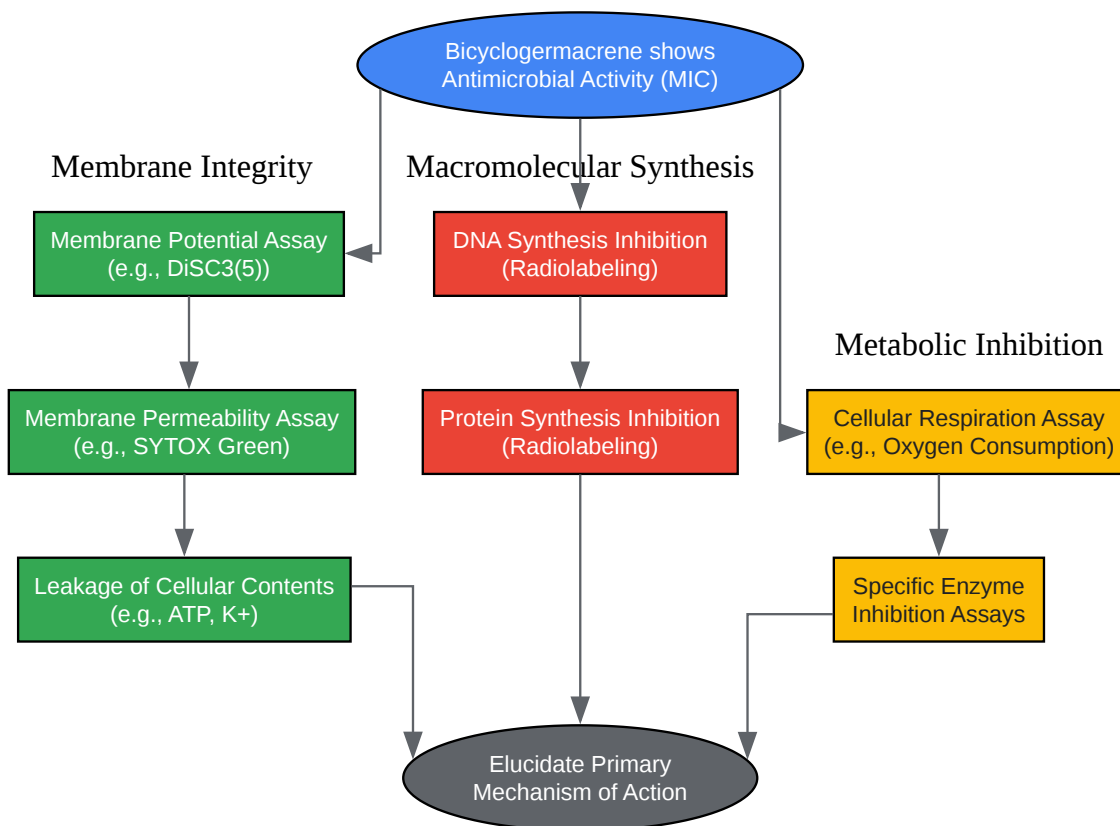 Bicyclogermacrene shows
Antimicrobial Activity (MIC)
Membrane Integrity
Macromolecular Synthesis
Membrane Potential Assay
(e.g., DiSC3(5))
DNA Synthesis Inhibition
(Radiolabeling)
Metabolic Inhibition
Membrane Permeability Assay
(e.g., SYTOX Green)
Protein Synthesis Inhibition
(Radiolabeling)
Cellular Respiration Assay
(e.g., Oxygen Consumption)
Leakage of Cellular Contents
(e.g., ATP, K+)
Specific Enzyme
Inhibition Assays
Elucidate Primary
Mechanism of Action